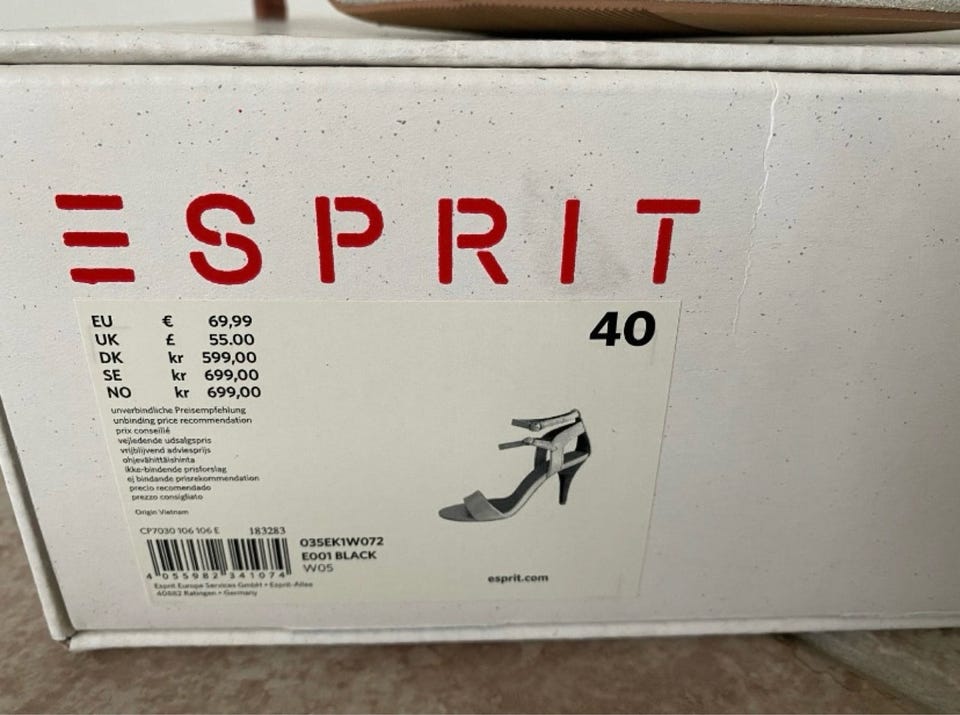 ESPRIT
EU € 69,99
UK £ 55.00
DK kr 599,00
SE kr 699,00
NO kr 699,00
40
unverbindliche Preisempfehlung
unbinding price recommendation
prix conseillé
vejledende udsalgspris
vrijblijvend adviesprijs
ohjevähittäishinta
ikke-bindende prisforslag
ej bindande prisrekommendation
precio recomendado
prezzo consigliato
Origin Vietnam
CP7030 106 106 E 183283
4 055982 341074
035EK1W072
E001 BLACK
W05
Esprit Europe Services GmbH • Esprit-Allee
40882 Ratingen • Germany
esprit.com